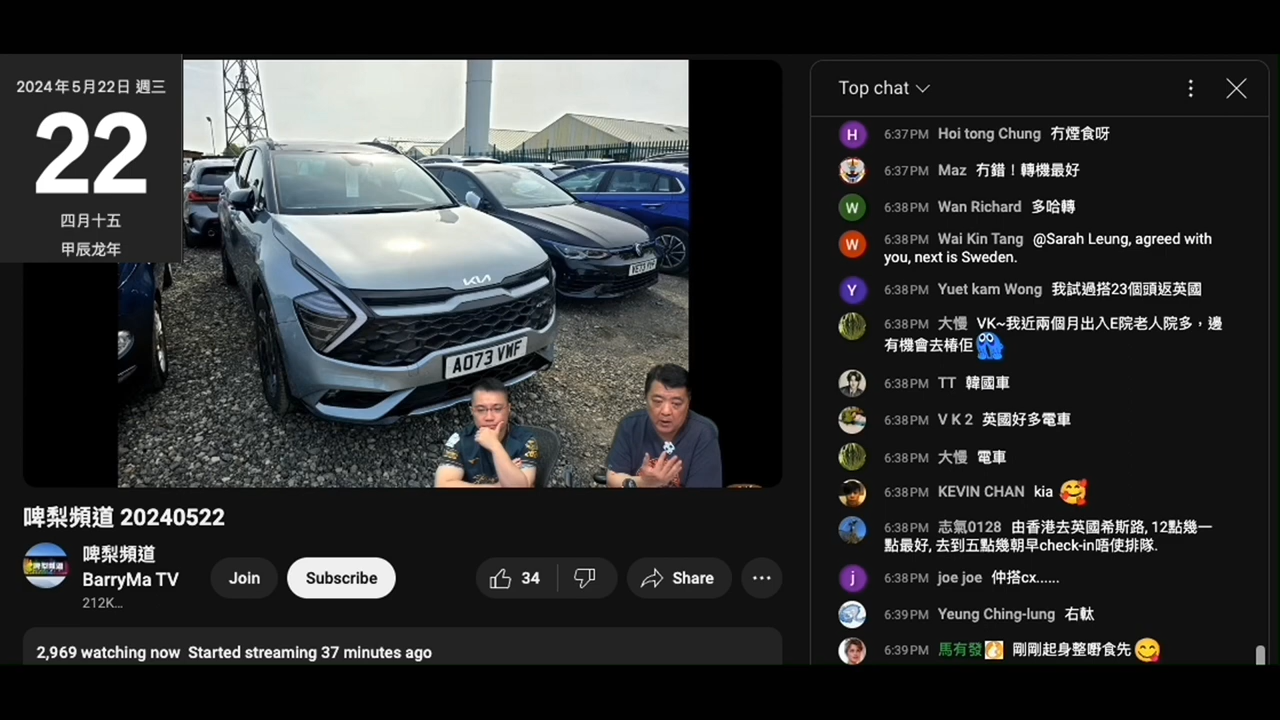 2024年5月22日 週三
22
四月十五
甲辰龙年
KIA
AO73 VWF
啤梨頻道 20240522
啤梨頻道
BarryMa TV
212K...
Join
Subscribe
34
Share
2,969 watching now Started streaming 37 minutes ago
Top chat
H 6:37PM Hoi tong Chung 冇煙食呀
6:37PM Maz 冇錯！轉機最好
W 6:38PM Wan Richard 多哈轉
W 6:38PM Wai Kin Tang @Sarah Leung, agreed with
you, next is Sweden.
Y 6:38PM Yuet kam Wong 我試過搭23個頭返英國
6:38PM 大慢 VK~我近兩個月出入E院老人院多，邊
有機會去樁佢
6:38PM TT 韓國車
6:38PM V K 2 英國好多電車
6:38PM 大慢 電車
6:38PM KEVIN CHAN kia 🥰
6:38PM 志氣0128 由香港去英國希斯路, 12點幾一
點最好, 去到五點幾朝早check-in唔使排隊.
j 6:38PM joe joe 仲搭cx......
6:39PM Yeung Ching-lung 右軚
6:39PM 馬有發 剛剛起身整嘢食先 😋